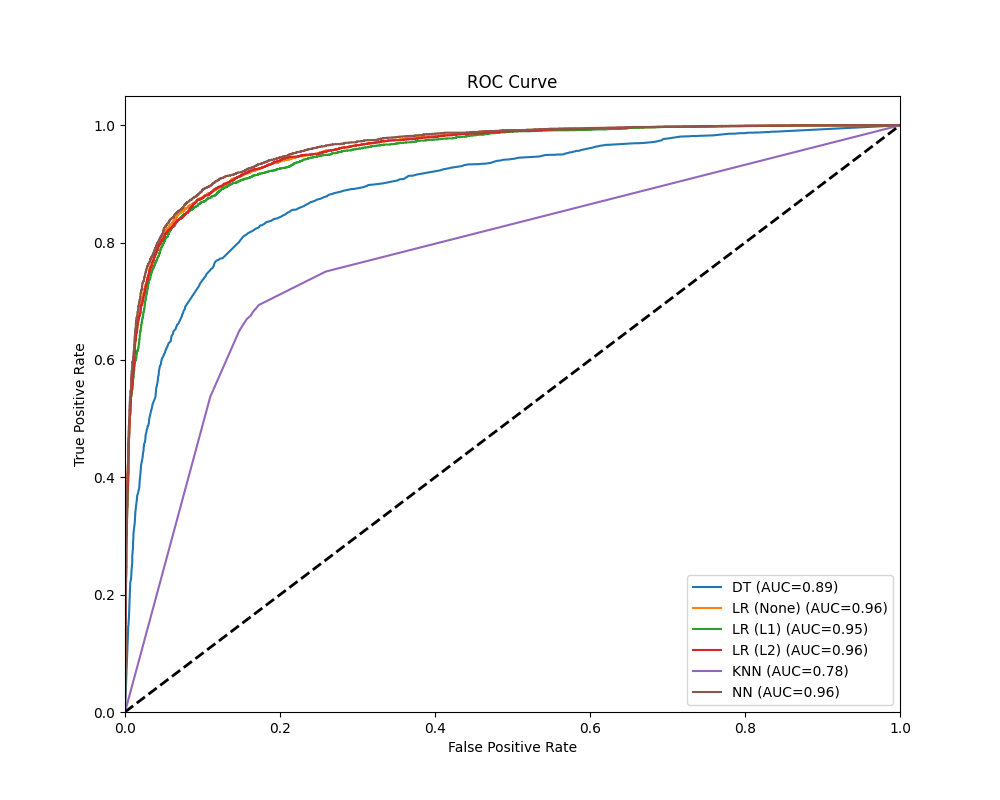 ROC Curve
True Positive Rate
1.0
0.8
0.6
0.4
0.2
0.0
0.0 0.2 0.4 0.6 0.8 1.0
False Positive Rate
DT (AUC=0.89)
LR (None) (AUC=0.96)
LR (L1) (AUC=0.95)
LR (L2) (AUC=0.96)
KNN (AUC=0.78)
NN (AUC=0.96)